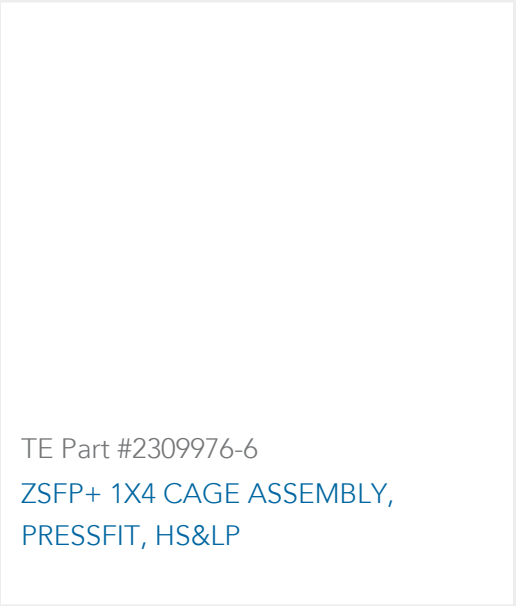 TE Part #2309976-6
ZSFP+ 1X4 CAGE ASSEMBLY,
PRESSFIT, HS&LP